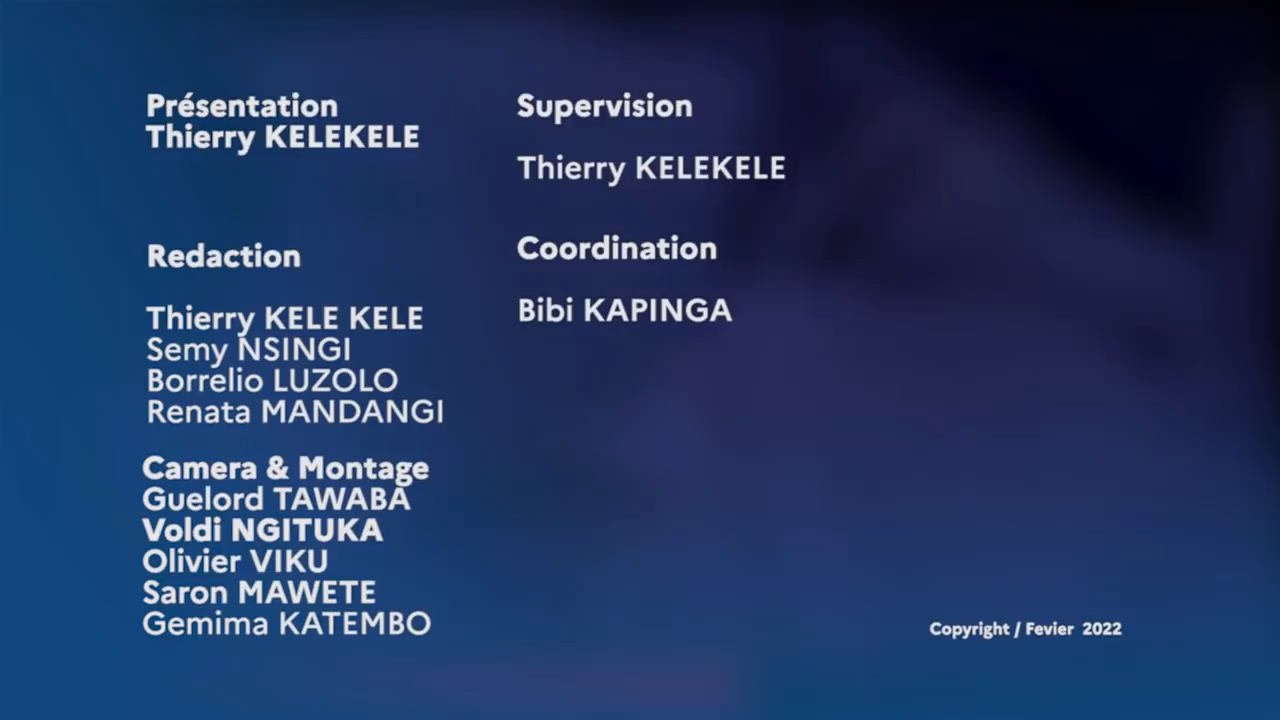 Présentation
Thierry KELEKELE
Redaction
Thierry KELE KELE
Semy NSINGI
Borrelio LUZOLO
Renata MANDANGI
Camera & Montage
Guelord TAWABA
Voldi NGITUKA
Olivier VIKU
Saron MAWETE
Gemima KATEMBO
Supervision
Thierry KELEKELE
Coordination
Bibi KAPINGA
Copyright / Fevier 2022